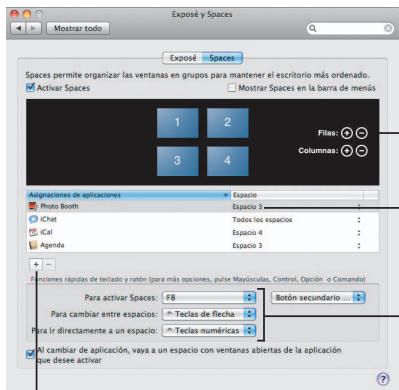 Exposé y Spaces
Mostrar todo
Exposé Spaces
Spaces permite organizar las ventanas en grupos para mantener el escritorio más ordenado.
Activar Spaces Mostrar Spaces en la barra de menús
1 2
Filas:
Columnas:
3 4
Asignaciones de aplicaciones Espacio
Photo Booth Espacio 3
iChat Todos los espacios
iCal Espacio 4
Agenda Espacio 3
+ −
Funciones rápidas de teclado y ratón (para más opciones, pulse Mayúsculas, Control, Opción o Comando)
Para activar Spaces: F8 Botón secundario ...
Para cambiar entre espacios: ^ Teclas de flecha
Para ir directamente a un espacio: ^ Teclas numéricas
Al cambiar de aplicación, vaya a un espacio con ventanas abiertas de la aplicación
que desee activar
?